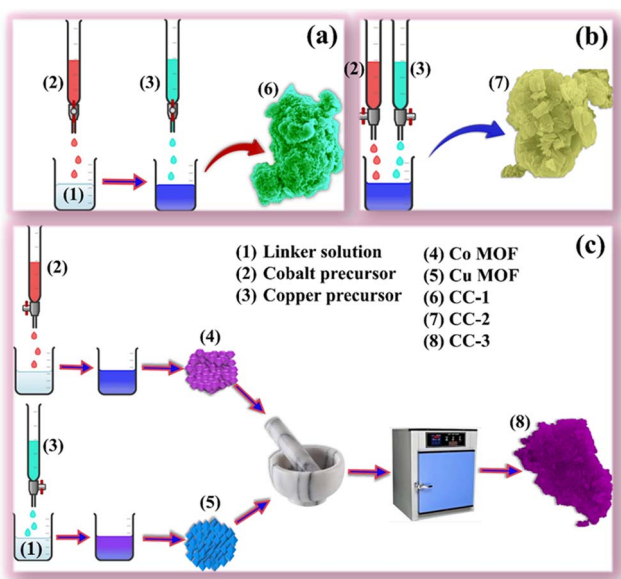 (a)
(2)
(3)
(6)
(1)
(b)
(2)
(3)
(7)
(c)
(2)
(1) Linker solution
(2) Cobalt precursor
(3) Copper precursor
(4) Co MOF
(5) Cu MOF
(6) CC-1
(7) CC-2
(8) CC-3
(4)
(3)
(8)
(5)
(1)